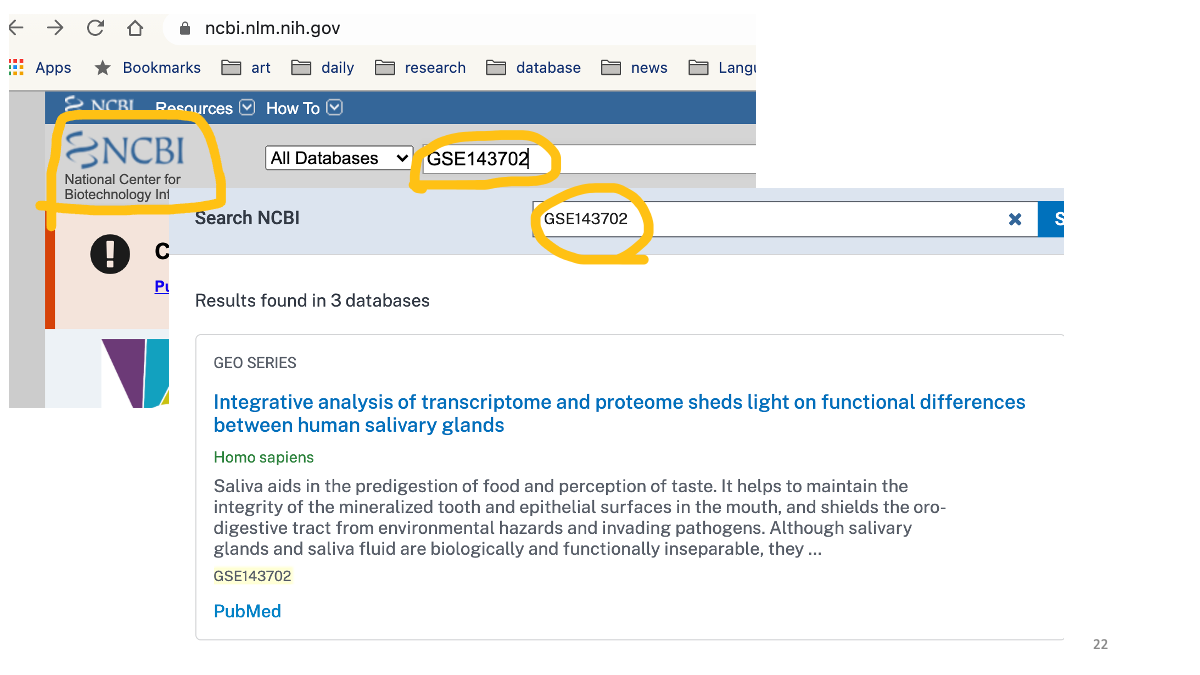 ncbi.nlm.nih.gov
Apps Bookmarks art daily research database news Langu
NCBI Resources How To
NCBI
National Center for
Biotechnology Inf
All Databases GSE143702
Search NCBI GSE143702 S
C
Pu
Results found in 3 databases
GEO SERIES
Integrative analysis of transcriptome and proteome sheds light on functional differences
between human salivary glands
Homo sapiens
Saliva aids in the predigestion of food and perception of taste. It helps to maintain the
integrity of the mineralized tooth and epithelial surfaces in the mouth, and shields the oro-
digestive tract from environmental hazards and invading pathogens. Although salivary
glands and saliva fluid are biologically and functionally inseparable, they ...
GSE143702
PubMed
22